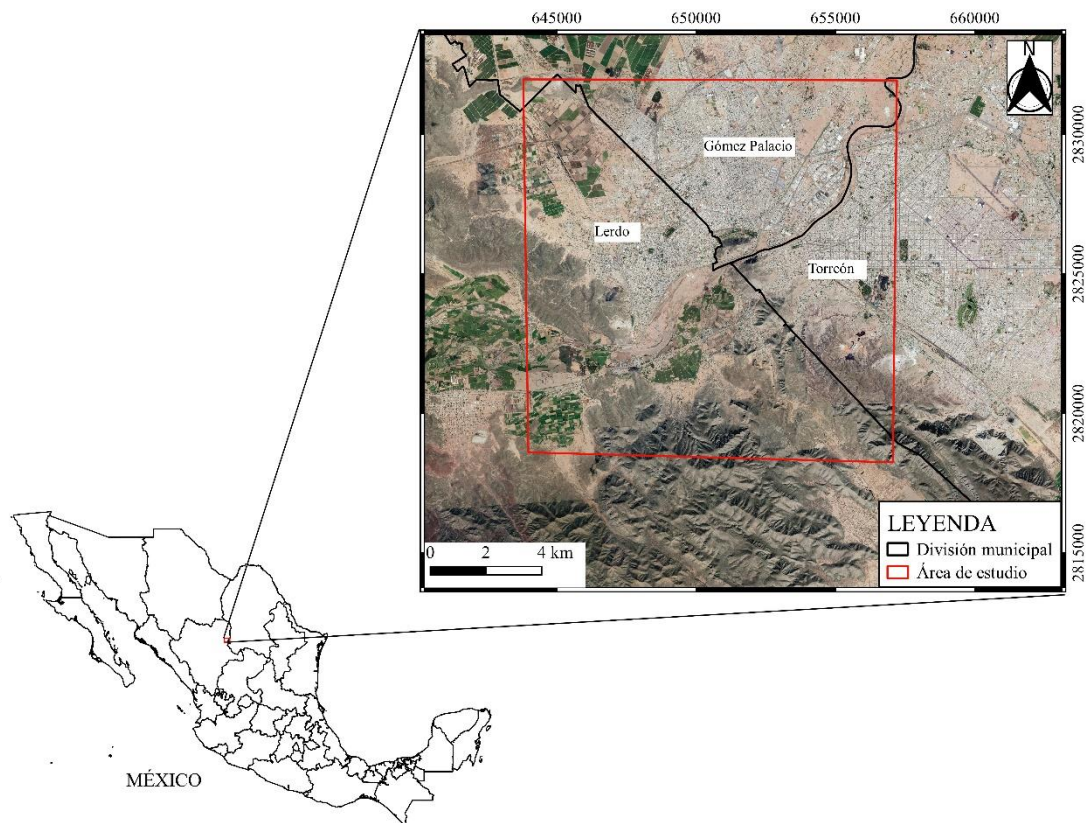 645000 650000 655000 660000
N
2830000
Gómez Palacio
Lerdo
2825000
Torreón
2820000
LEYENDA
División municipal
Área de estudio
0 2 4 km
2815000
MÉXICO